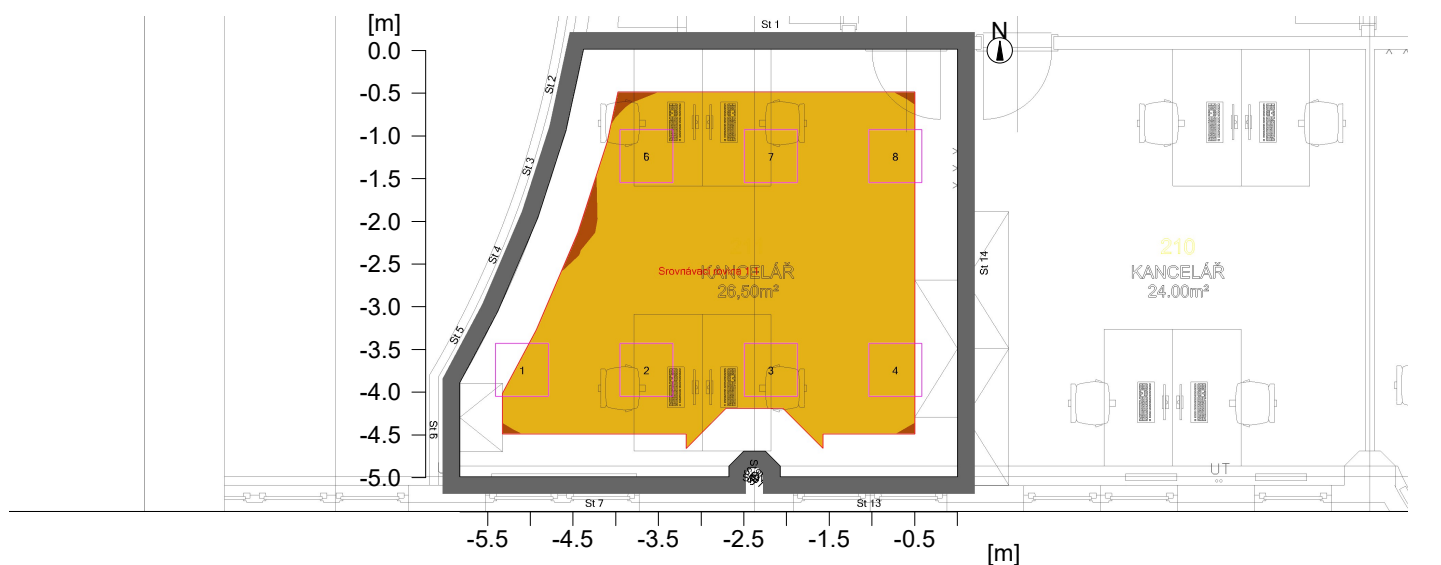 [m]
St 1
N
0.0
-0.5
-1.0
-1.5
-2.0
-2.5
-3.0
-3.5
-4.0
-4.5
-5.0
St 2
St 3
St 4
St 5
St 6
6
7
8
St 14
210
KANCELÁŘ
24.00m²
Srovnávací rovina 1.1
KANCELÁŘ
26,50m²
1
2
3
4
UT
St 7
St 13
-5.5
-4.5
-3.5
-2.5
-1.5
-0.5
[m]